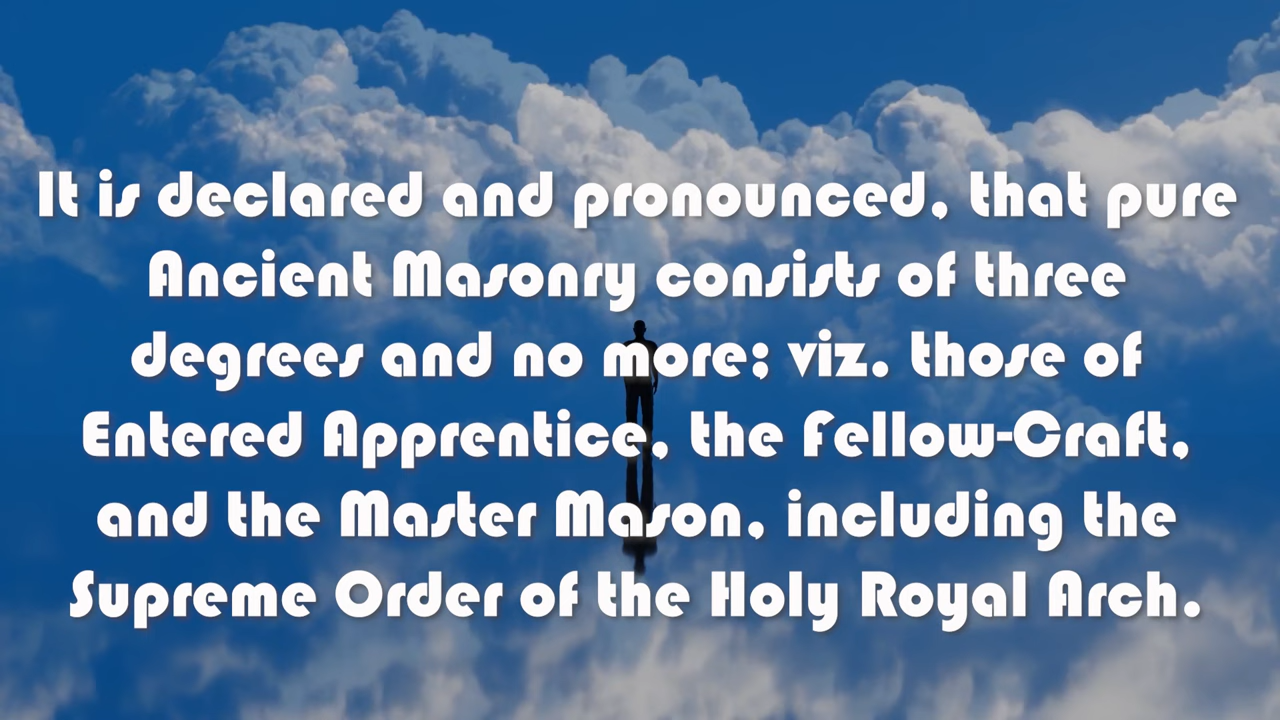 It is declared and pronounced, that pure
Ancient Masonry consists of three
degrees and no more; viz. those of
Entered Apprentice, the Fellow-Craft,
and the Master Mason, including the
Supreme Order of the Holy Royal Arch.